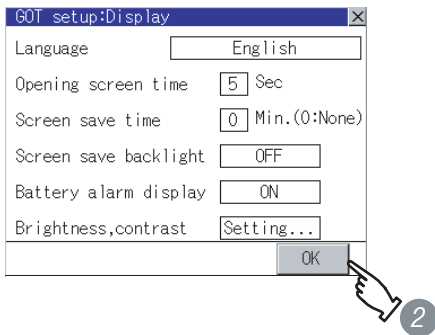 GOT setup:Display
Language English
Opening screen time 5 Sec
Screen save time 0 Min.(0:None)
Screen save backlight OFF
Battery alarm display ON
Brightness,contrast Setting...
OK
2